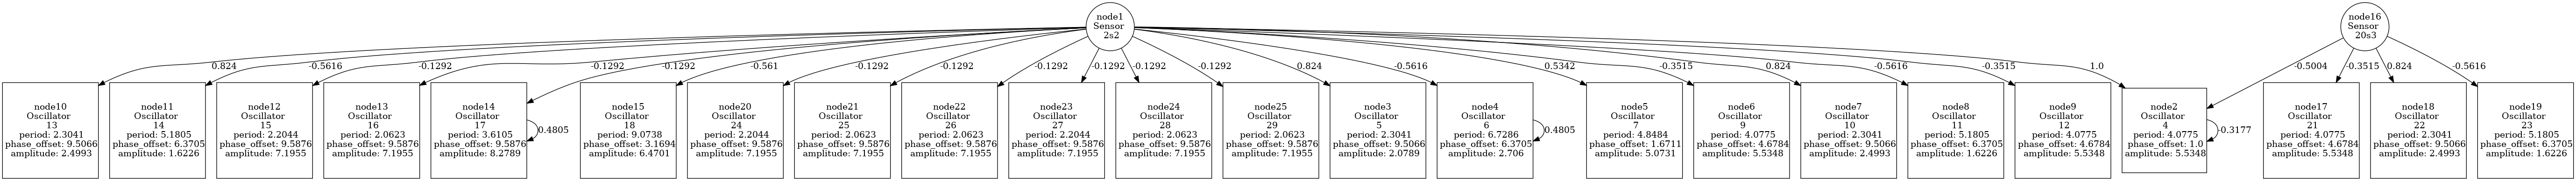 node1
Sensor
2s2
node16
Sensor
20s3
0.824
-0.5616
-0.1292
-0.1292
-0.1292
-0.561
-0.1292
-0.1292
-0.1292
-0.1292
-0.1292
-0.1292
0.824
-0.5616
0.5342
-0.3515
0.824
-0.5616
-0.3515
1.0
-0.5004
-0.3515
0.824
-0.5616
node10
Oscillator
13
period: 2.3041
phase_offset: 9.5066
amplitude: 2.4993
node11
Oscillator
14
period: 5.1805
phase_offset: 6.3705
amplitude: 1.6226
node12
Oscillator
15
period: 2.2044
phase_offset: 9.5876
amplitude: 7.1955
node13
Oscillator
16
period: 2.0623
phase_offset: 9.5876
amplitude: 7.1955
node14
Oscillator
17
period: 3.6105
phase_offset: 9.5876
amplitude: 8.2789
0.4805
node15
Oscillator
18
period: 9.0738
phase_offset: 3.1694
amplitude: 6.4701
node20
Oscillator
24
period: 2.2044
phase_offset: 9.5876
amplitude: 7.1955
node21
Oscillator
25
period: 2.0623
phase_offset: 9.5876
amplitude: 7.1955
node22
Oscillator
26
period: 2.0623
phase_offset: 9.5876
amplitude: 7.1955
node23
Oscillator
27
period: 2.2044
phase_offset: 9.5876
amplitude: 7.1955
node24
Oscillator
28
period: 2.0623
phase_offset: 9.5876
amplitude: 7.1955
node25
Oscillator
29
period: 2.0623
phase_offset: 9.5876
amplitude: 7.1955
node3
Oscillator
5
period: 2.3041
phase_offset: 9.5066
amplitude: 2.0789
node4
Oscillator
6
period: 6.7286
phase_offset: 6.3705
amplitude: 2.706
0.4805
node5
Oscillator
7
period: 4.8484
phase_offset: 1.6711
amplitude: 5.0731
node6
Oscillator
9
period: 4.0775
phase_offset: 4.6784
amplitude: 5.5348
node7
Oscillator
10
period: 2.3041
phase_offset: 9.5066
amplitude: 2.4993
node8
Oscillator
11
period: 5.1805
phase_offset: 6.3705
amplitude: 1.6226
node9
Oscillator
12
period: 4.0775
phase_offset: 4.6784
amplitude: 5.5348
node2
Oscillator
4
period: 4.0775
phase_offset: 1.0
amplitude: 5.5348
-0.3177
node17
Oscillator
21
period: 4.0775
phase_offset: 4.6784
amplitude: 5.5348
node18
Oscillator
22
period: 2.3041
phase_offset: 9.5066
amplitude: 2.4993
node19
Oscillator
23
period: 5.1805
phase_offset: 6.3705
amplitude: 1.6226